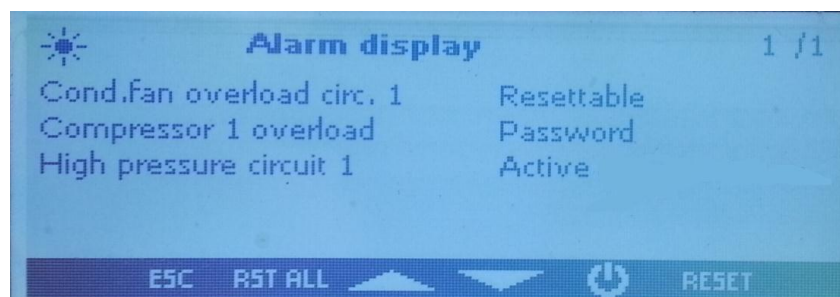 Alarm display 1 /1
Cond.fan overload circ. 1 Resettable
Compressor 1 overload Password
High pressure circuit 1 Active
ESC RST ALL RESET